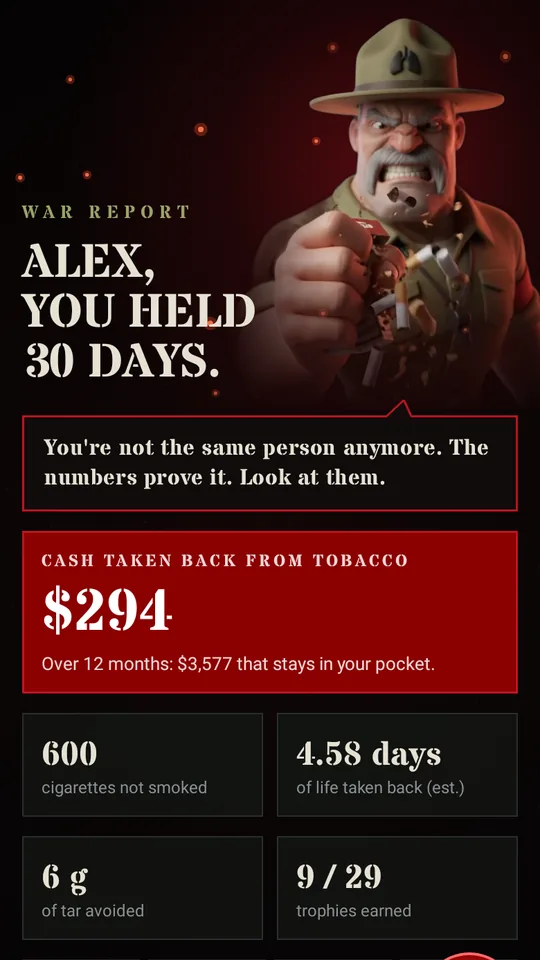 WAR REPORT
ALEX,
YOU HELD
30 DAYS.
You're not the same person anymore. The
numbers prove it. Look at them.
CASH TAKEN BACK FROM TOBACCO
$294
Over 12 months: $3,577 that stays in your pocket.
600
cigarettes not smoked
4.58 days
of life taken back (est.)
6 g
of tar avoided
9 / 29
trophies earned